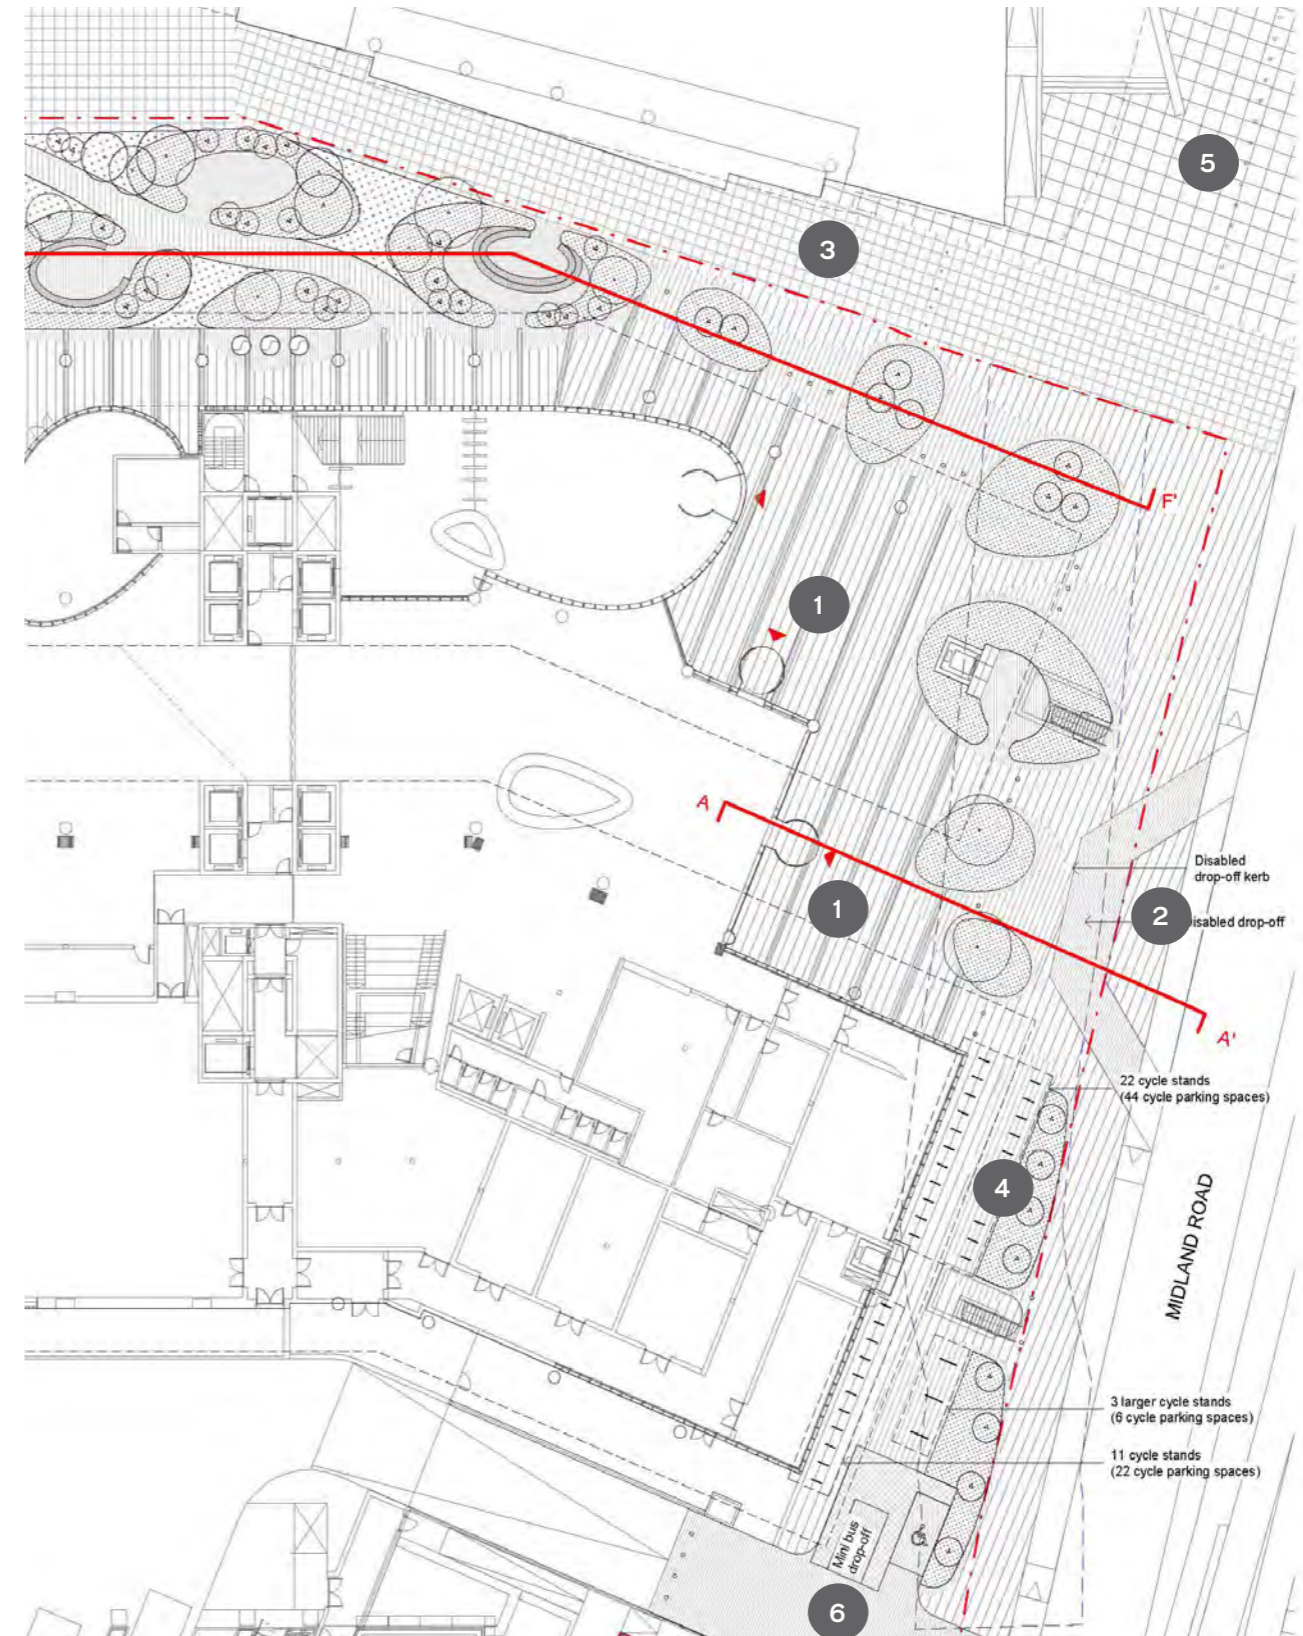 5
3
F'
1
A
Disabled
drop-off kerb
1
2
isabled drop-off
A'
22 cycle stands
(44 cycle parking spaces)
4
MIDLAND ROAD
3 larger cycle stands
(6 cycle parking spaces)
11 cycle stands
(22 cycle parking spaces)
Mini bus
drop-off
6